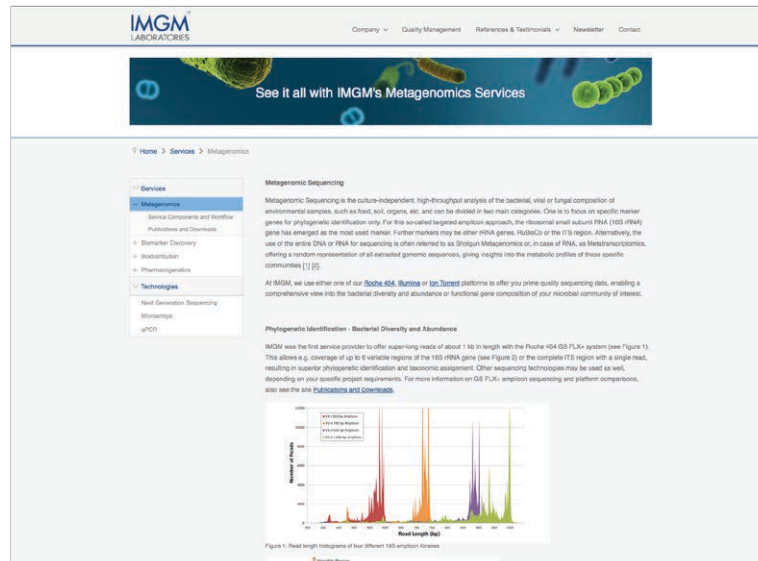 IMGM
LABORATORIES
Company
Quality Management
References & Testimonials
Newsletter
Contact
See it all with IMGM's Metagenomics Services
Home > Services > Metagenomics
Services
Metagenomics
Service Components and Workflow
Publications and Downloads
Biomarker Discovery
Biodistribution
Pharmacogenetics
Technologies
Next Generation Sequencing
Microarrays
qPCR
Metagenomic Sequencing
Metagenomic Sequencing is the culture-independent, high-throughput analysis of the bacterial, viral or fungal composition of
environmental samples, such as food, soil, organs, etc. and can be divided in two main categories. One is to focus on specific marker
genes for phylogenetic identification only. For this so-called targeted amplicon approach, the ribosomal small subunit RNA (16S rRNA)
gene has emerged as the most used marker. Further markers may be other rRNA genes, RuBisCo or the ITS region. Alternatively, the
use of the entire DNA or RNA for sequencing is often referred to as Shotgun Metagenomics or, in case of RNA, as Metatranscriptomics,
offering a random representation of all extracted genomic sequences, giving insights into the metabolic profiles of these specific
communities [1] [2].
At IMGM, we use either one of our Roche 454, Illumina or Ion Torrent platforms to offer you prime quality sequencing data, enabling a
comprehensive view into the bacterial diversity and abundance or functional gene composition of your microbial community of interest.
Phylogenetic Identification - Bacterial Diversity and Abundance
IMGM was the first service provider to offer super-long reads of about 1 kb in length with the Roche 454 GS FLX+ system (see Figure 1).
This allows e.g. coverage of up to 6 variable regions of the 16S rRNA gene (see Figure 2) or the complete ITS region with a single read,
resulting in superior phylogenetic identification and taxonomic assignment. Other sequencing technologies may be used as well,
depending on your specific project requirements. For more information on GS FLX+ amplicon sequencing and platform comparisons,
also see the site Publications and Downloads.
Number of Reads
Read Length (bp)
Figure 1: Read length histograms of four different 16S amplicon libraries